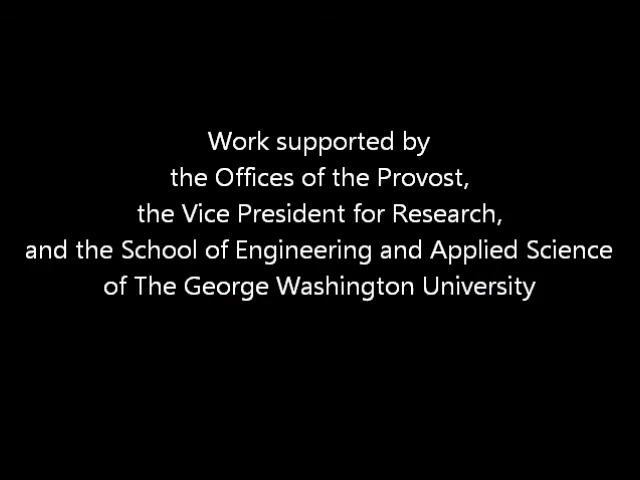 Work supported by
the Offices of the Provost,
the Vice President for Research,
and the School of Engineering and Applied Science
of The George Washington University